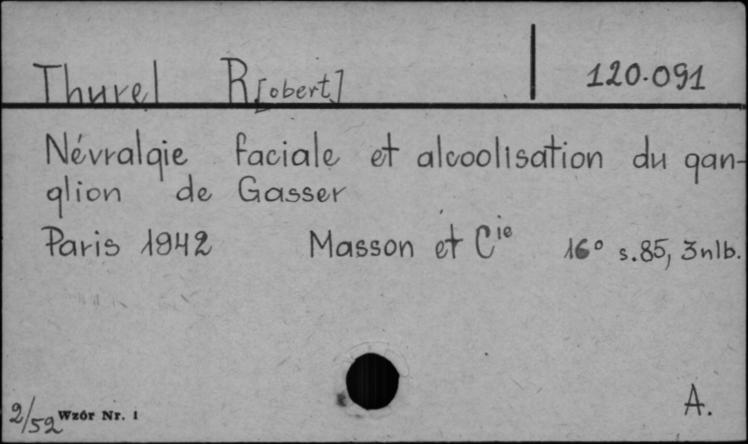 Thurel R[obert] 120.091
Névralgie faciale et alcoolisation du gan-
glion de Gasser
Paris 1942 Masson et Cie 16° s.85, 3nlb.
A.
2/52 Wzór Nr. 1